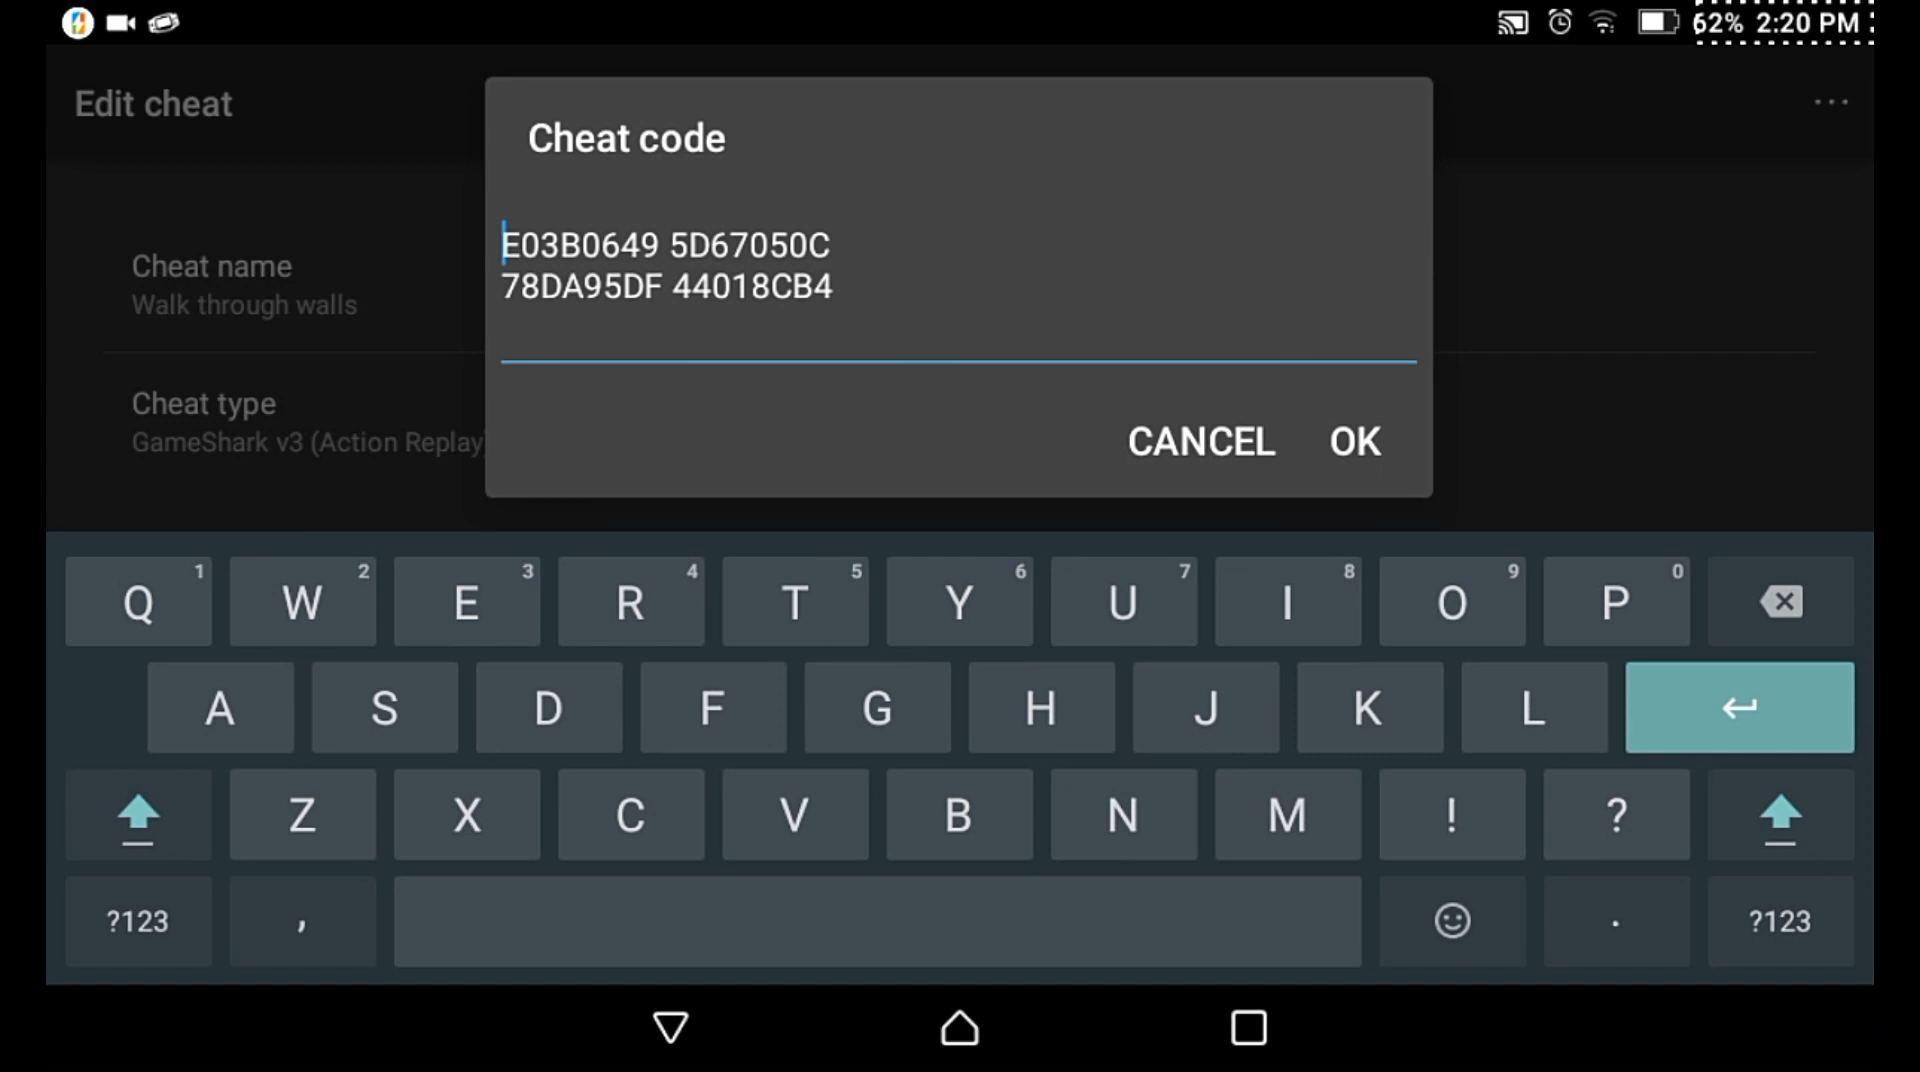 62% 2:20 PM
Edit cheat
...
Cheat code
E03B0649 5D67050C
78DA95DF 44018CB4
Cheat name
Walk through walls
Cheat type
GameShark v3 (Action Replay)
CANCEL OK
Q 1 W 2 E 3 R 4 T 5 Y 6 U 7 I 8 O 9 P 0
A S D F G H J K L
Z X C V B N M ! ?
?123 , . ?123